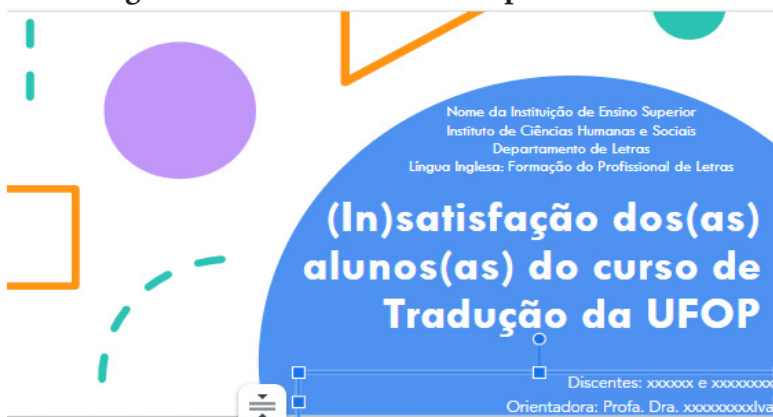 Nome da Instituição de Ensino Superior
Instituto de Ciências Humanas e Sociais
Departamento de Letras
Língua Inglesa: Formação do Profissional de Letras
(In)satisfação dos(as)
alunos(as) do curso de
Tradução da UFOP
Discentes: xxxxxx e xxxxxxxx
Orientadora: Profa. Dra. xxxxxxxxxIva